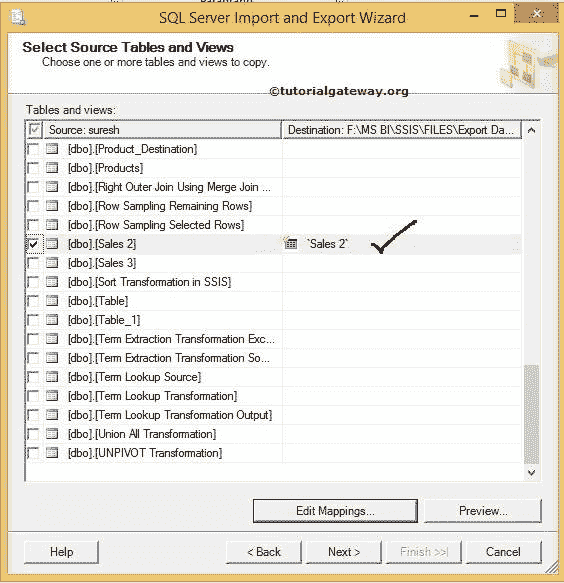 SQL Server Import and Export Wizard
Select Source Tables and Views
Choose one or more tables and views to copy.
©tutorialgateway.org
Tables and views:
Source: suresh Destination: F:\MS BI\SSIS\FILES\Export Da...
[dbo].[Product_Destination]
[dbo].[Products]
[dbo].[Right Outer Join Using Merge Join ...
[dbo].[Row Sampling Remaining Rows]
[dbo].[Row Sampling Selected Rows]
[dbo].[Sales 2] `Sales 2`
[dbo].[Sales 3]
[dbo].[Sort Transformation in SSIS]
[dbo].[Table]
[dbo].[Table_1]
[dbo].[Term Extraction Transformation Exc...
[dbo].[Term Extraction Transformation So...
[dbo].[Term Lookup Source]
[dbo].[Term Lookup Transformation]
[dbo].[Term Lookup Transformation Output]
[dbo].[Union All Transformation]
[dbo].[UNPIVOT Transformation]
Edit Mappings... Preview...
Help < Back Next > Finish >>| Cancel